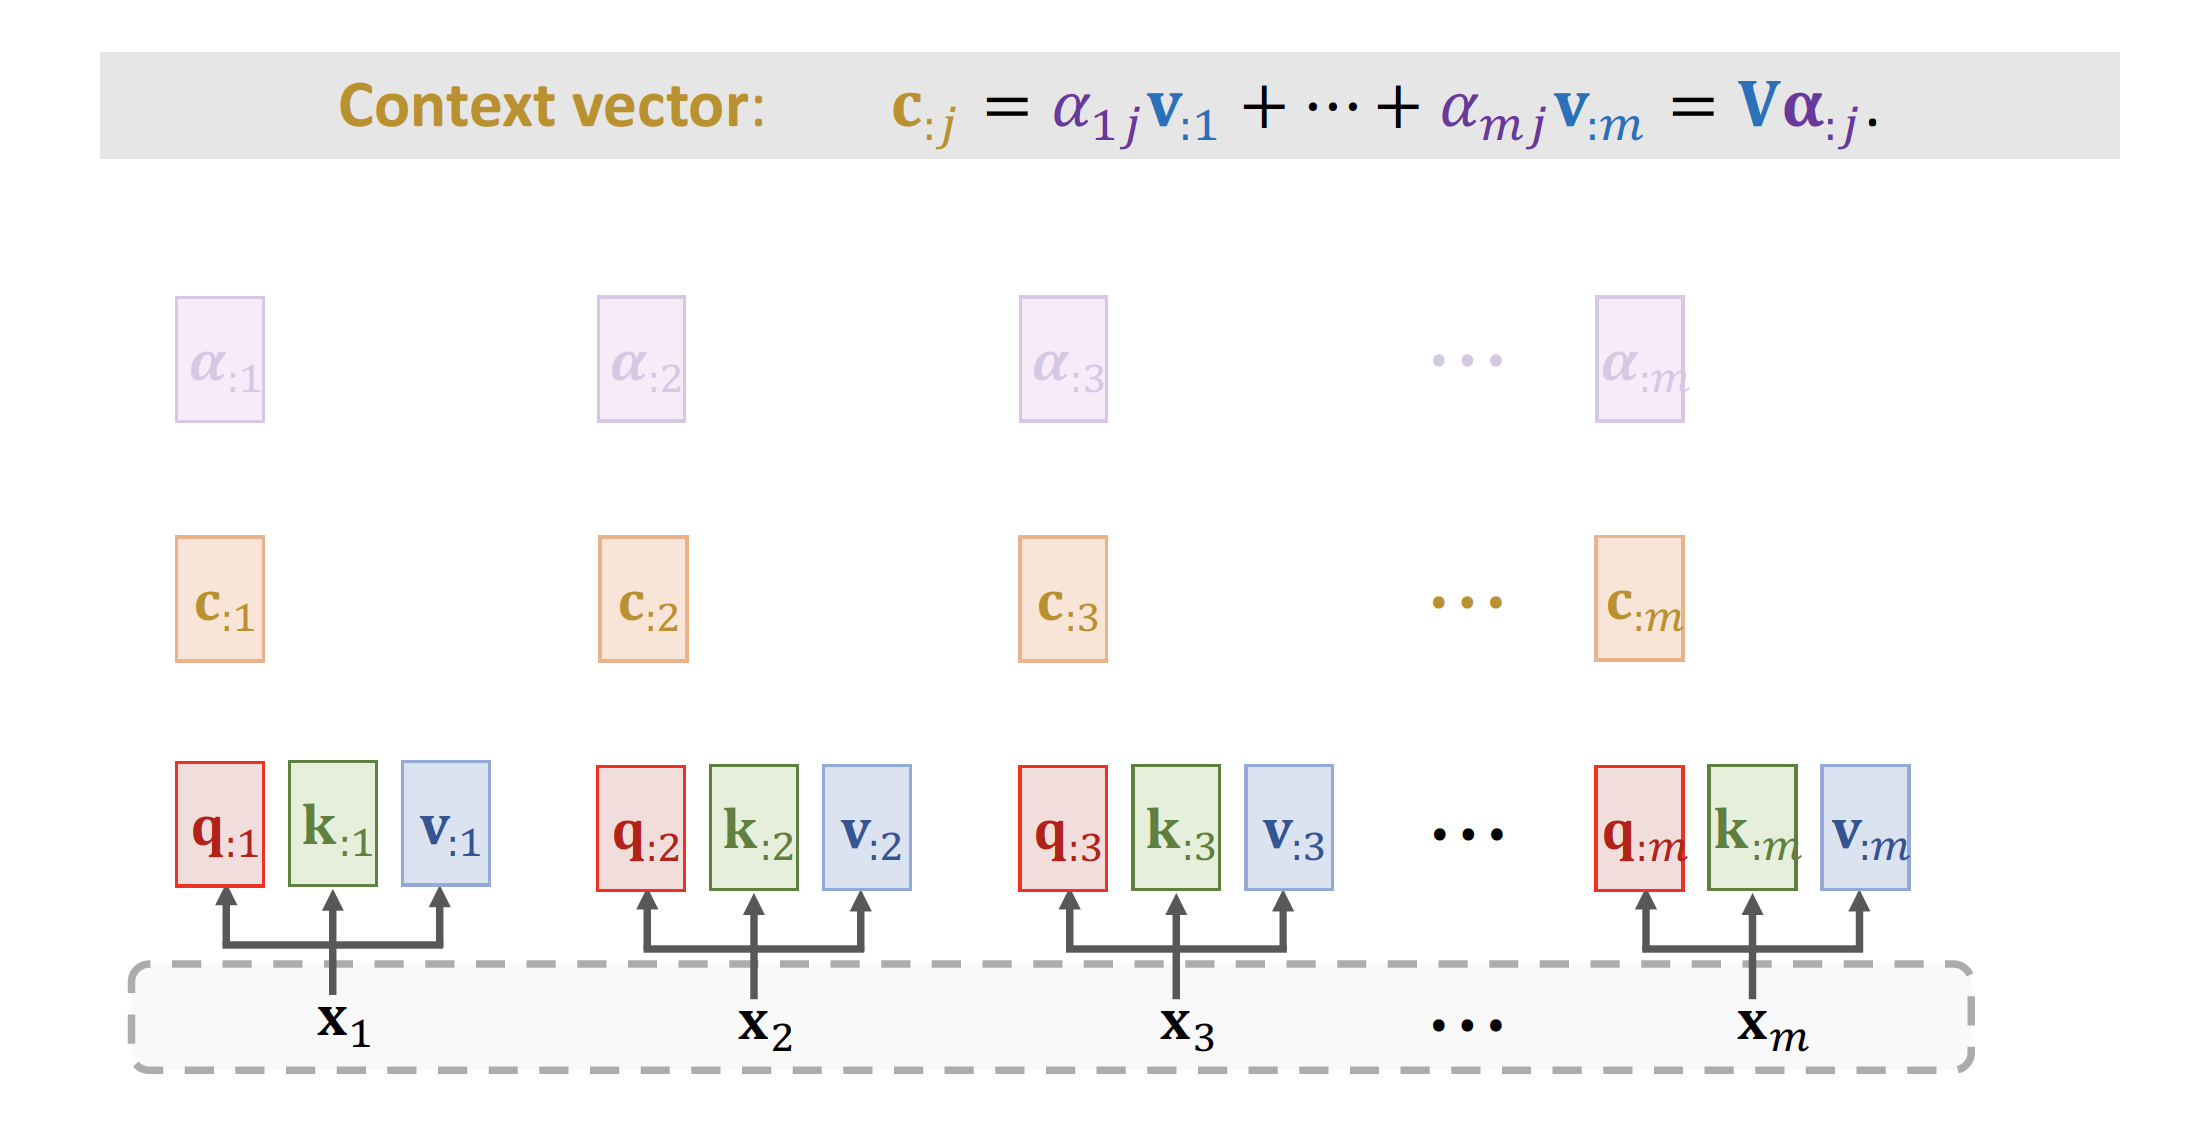 Context vector: c:j = α1jv:1 + ⋯ + αmjv:m = Vα:j.
α:1 α:2 α:3 ⋯ α:m
c:1 c:2 c:3 ⋯ c:m
q:1 k:1 v:1 q:2 k:2 v:2 q:3 k:3 v:3 ⋯ q:m k:m v:m
x1 x2 x3 ⋯ xm